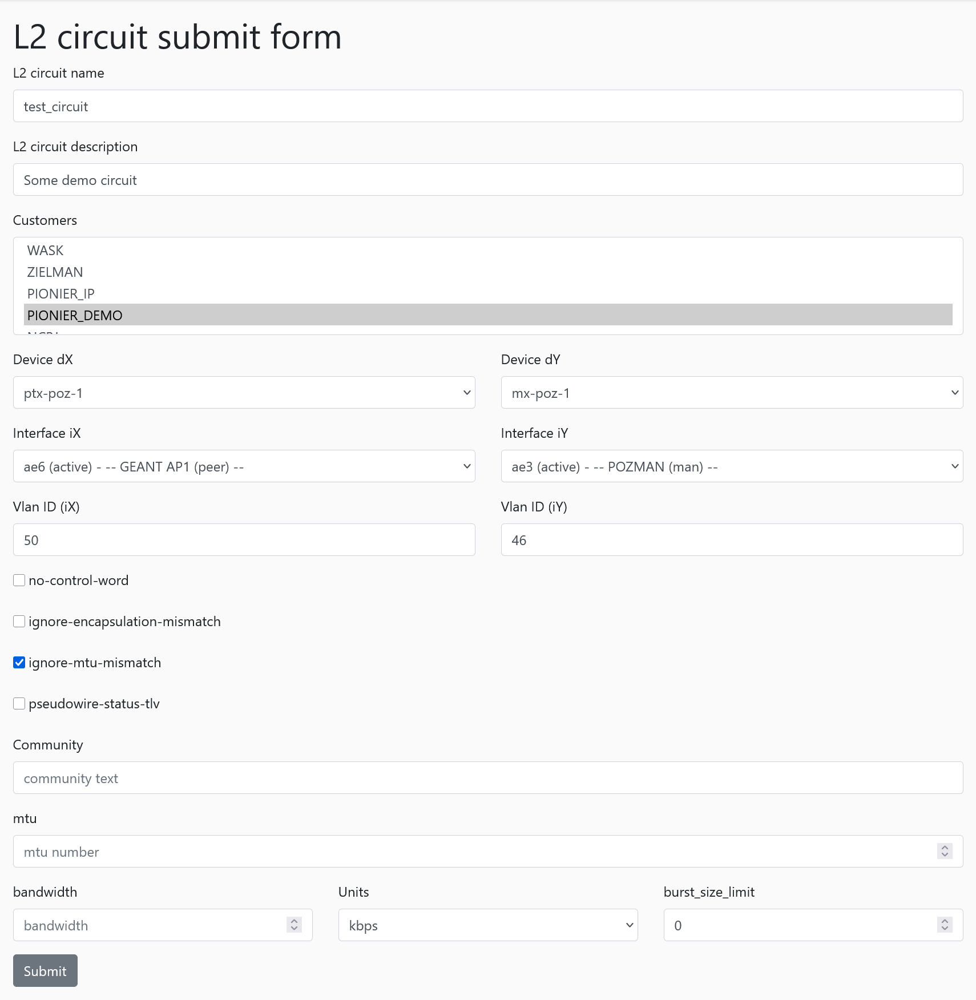 L2 circuit submit form
L2 circuit name
test_circuit
L2 circuit description
Some demo circuit
Customers
WASK
ZIELMAN
PIONIER_IP
PIONIER_DEMO
Device dX
Device dY
ptx-poz-1
mx-poz-1
Interface iX
Interface iY
ae6 (active) - -- GEANT AP1 (peer) --
ae3 (active) - -- POZMAN (man) --
Vlan ID (iX)
Vlan ID (iY)
50
46
no-control-word
ignore-encapsulation-mismatch
ignore-mtu-mismatch
pseudowire-status-tlv
Community
community text
mtu
mtu number
bandwidth
Units
burst_size_limit
bandwidth
kbps
0
Submit